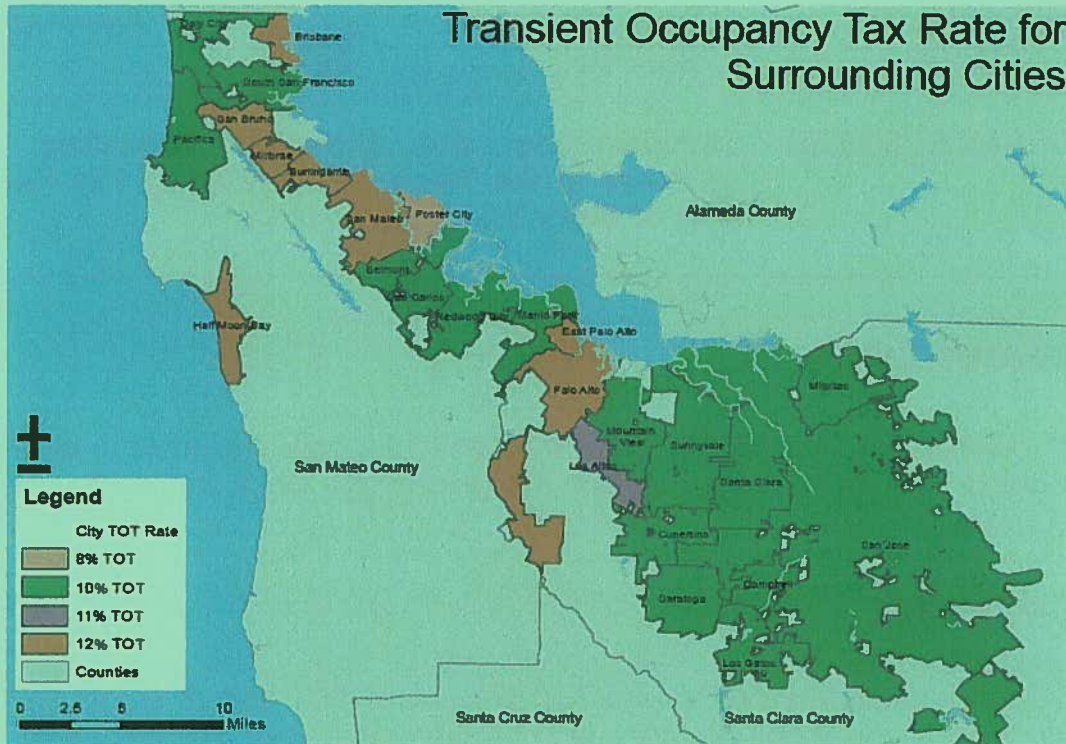 Transient Occupancy Tax Rate for
Surrounding Cities
Daly City
Brisbane
South San Francisco
San Bruno
Pacifica
Millbrae
Burlingame
San Mateo
Foster City
Alameda County
Belmont
San Carlos
Redwood City
Menlo Park
East Palo Alto
Half Moon Bay
Palo Alto
Milpitas
Mountain
View
Sunnyvale
San Mateo County
Los Altos
Santa Clara
Cupertino
San Jose
Campbell
Saratoga
Los Gatos
Santa Cruz County
Santa Clara County
Legend
City TOT Rate
8% TOT
10% TOT
11% TOT
12% TOT
Counties
0 2.5 5 10
Miles